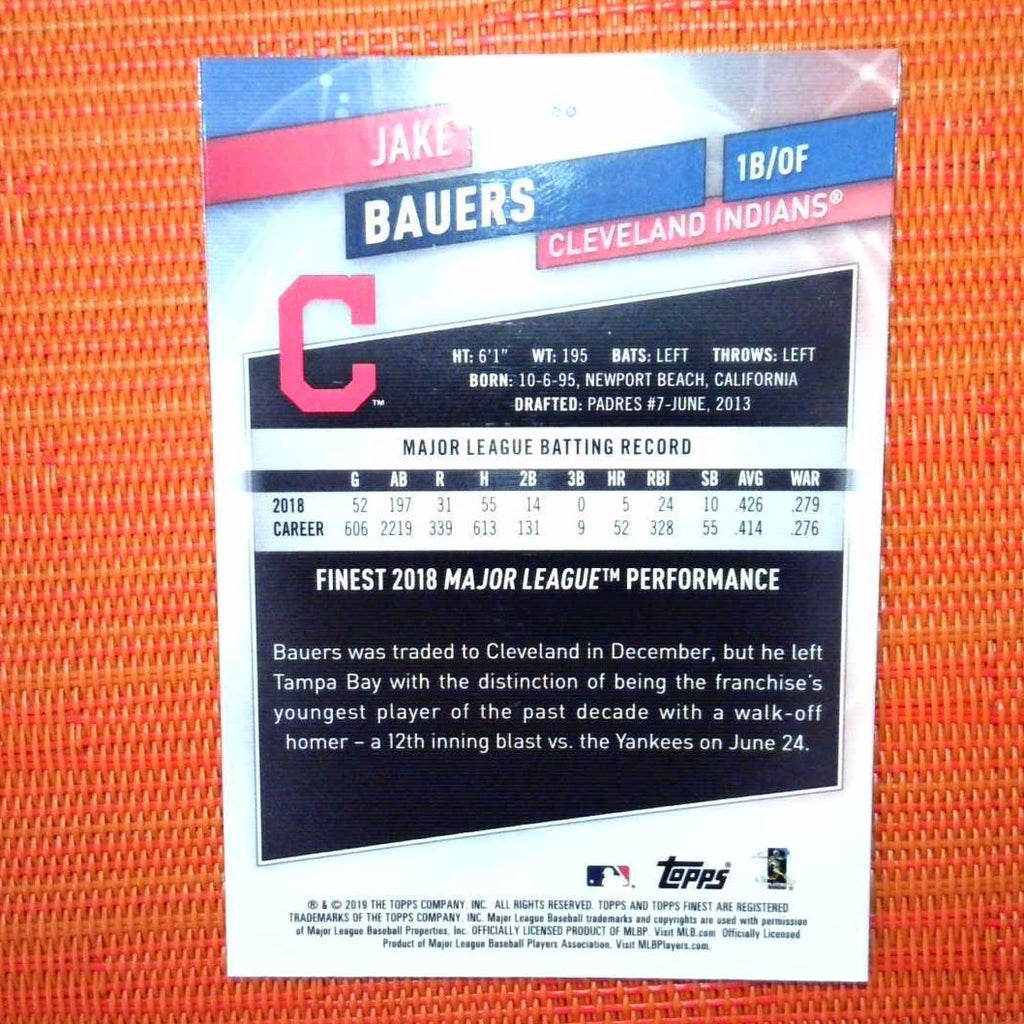 JAKE
BAUERS
1B/OF
CLEVELAND INDIANS®
C™
HT: 6'1" WT: 195 BATS: LEFT THROWS: LEFT
BORN: 10-6-95, NEWPORT BEACH, CALIFORNIA
DRAFTED: PADRES #7-JUNE, 2013
MAJOR LEAGUE BATTING RECORD
G AB R H 2B 3B HR RBI SB AVG WAR
2018 52 197 31 55 14 0 5 24 10 .426 .279
CAREER 606 2219 339 613 131 9 52 328 55 .414 .276
FINEST 2018 MAJOR LEAGUE™ PERFORMANCE
Bauers was traded to Cleveland in December, but he left
Tampa Bay with the distinction of being the franchise's
youngest player of the past decade with a walk-off
homer – a 12th inning blast vs. the Yankees on June 24.
Topps®
® & © 2019 THE TOPPS COMPANY, INC. ALL RIGHTS RESERVED. TOPPS AND TOPPS FINEST ARE REGISTERED
TRADEMARKS OF THE TOPPS COMPANY, INC. Major League Baseball trademarks and copyrights are used with permission
of Major League Baseball Properties, Inc. OFFICIALLY LICENSED PRODUCT OF MLBP. Visit MLB.com Officially Licensed
Product of Major League Baseball Players Association. Visit MLBPlayers.com.